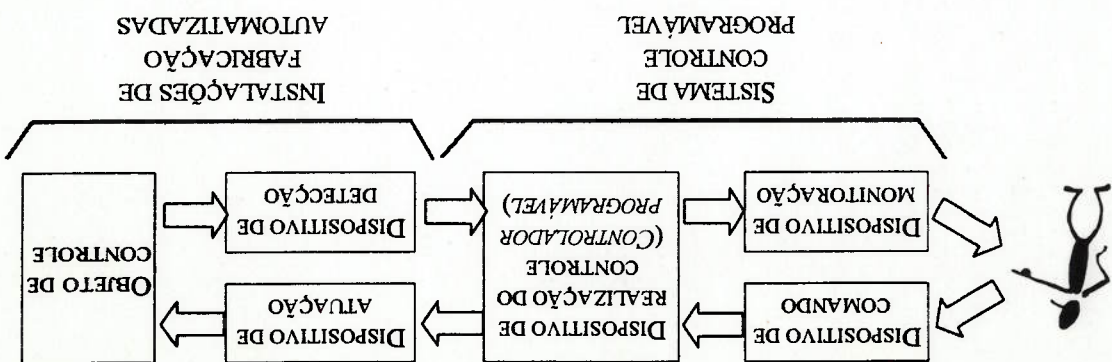 DISPOSITIVO DE
COMANDO
DISPOSITIVO DE
REALIZAÇÃO DO
CONTROLE
(CONTROLADOR
PROGRAMÁVEL)
DISPOSITIVO DE
ATUAÇÃO
OBJETO DE
CONTROLE
DISPOSITIVO DE
MONITORAÇÃO
DISPOSITIVO DE
DETECÇÃO
SISTEMA DE
CONTROLE
PROGRAMÁVEL
INSTALAÇÕES DE
FABRICAÇÃO
AUTOMATIZADAS